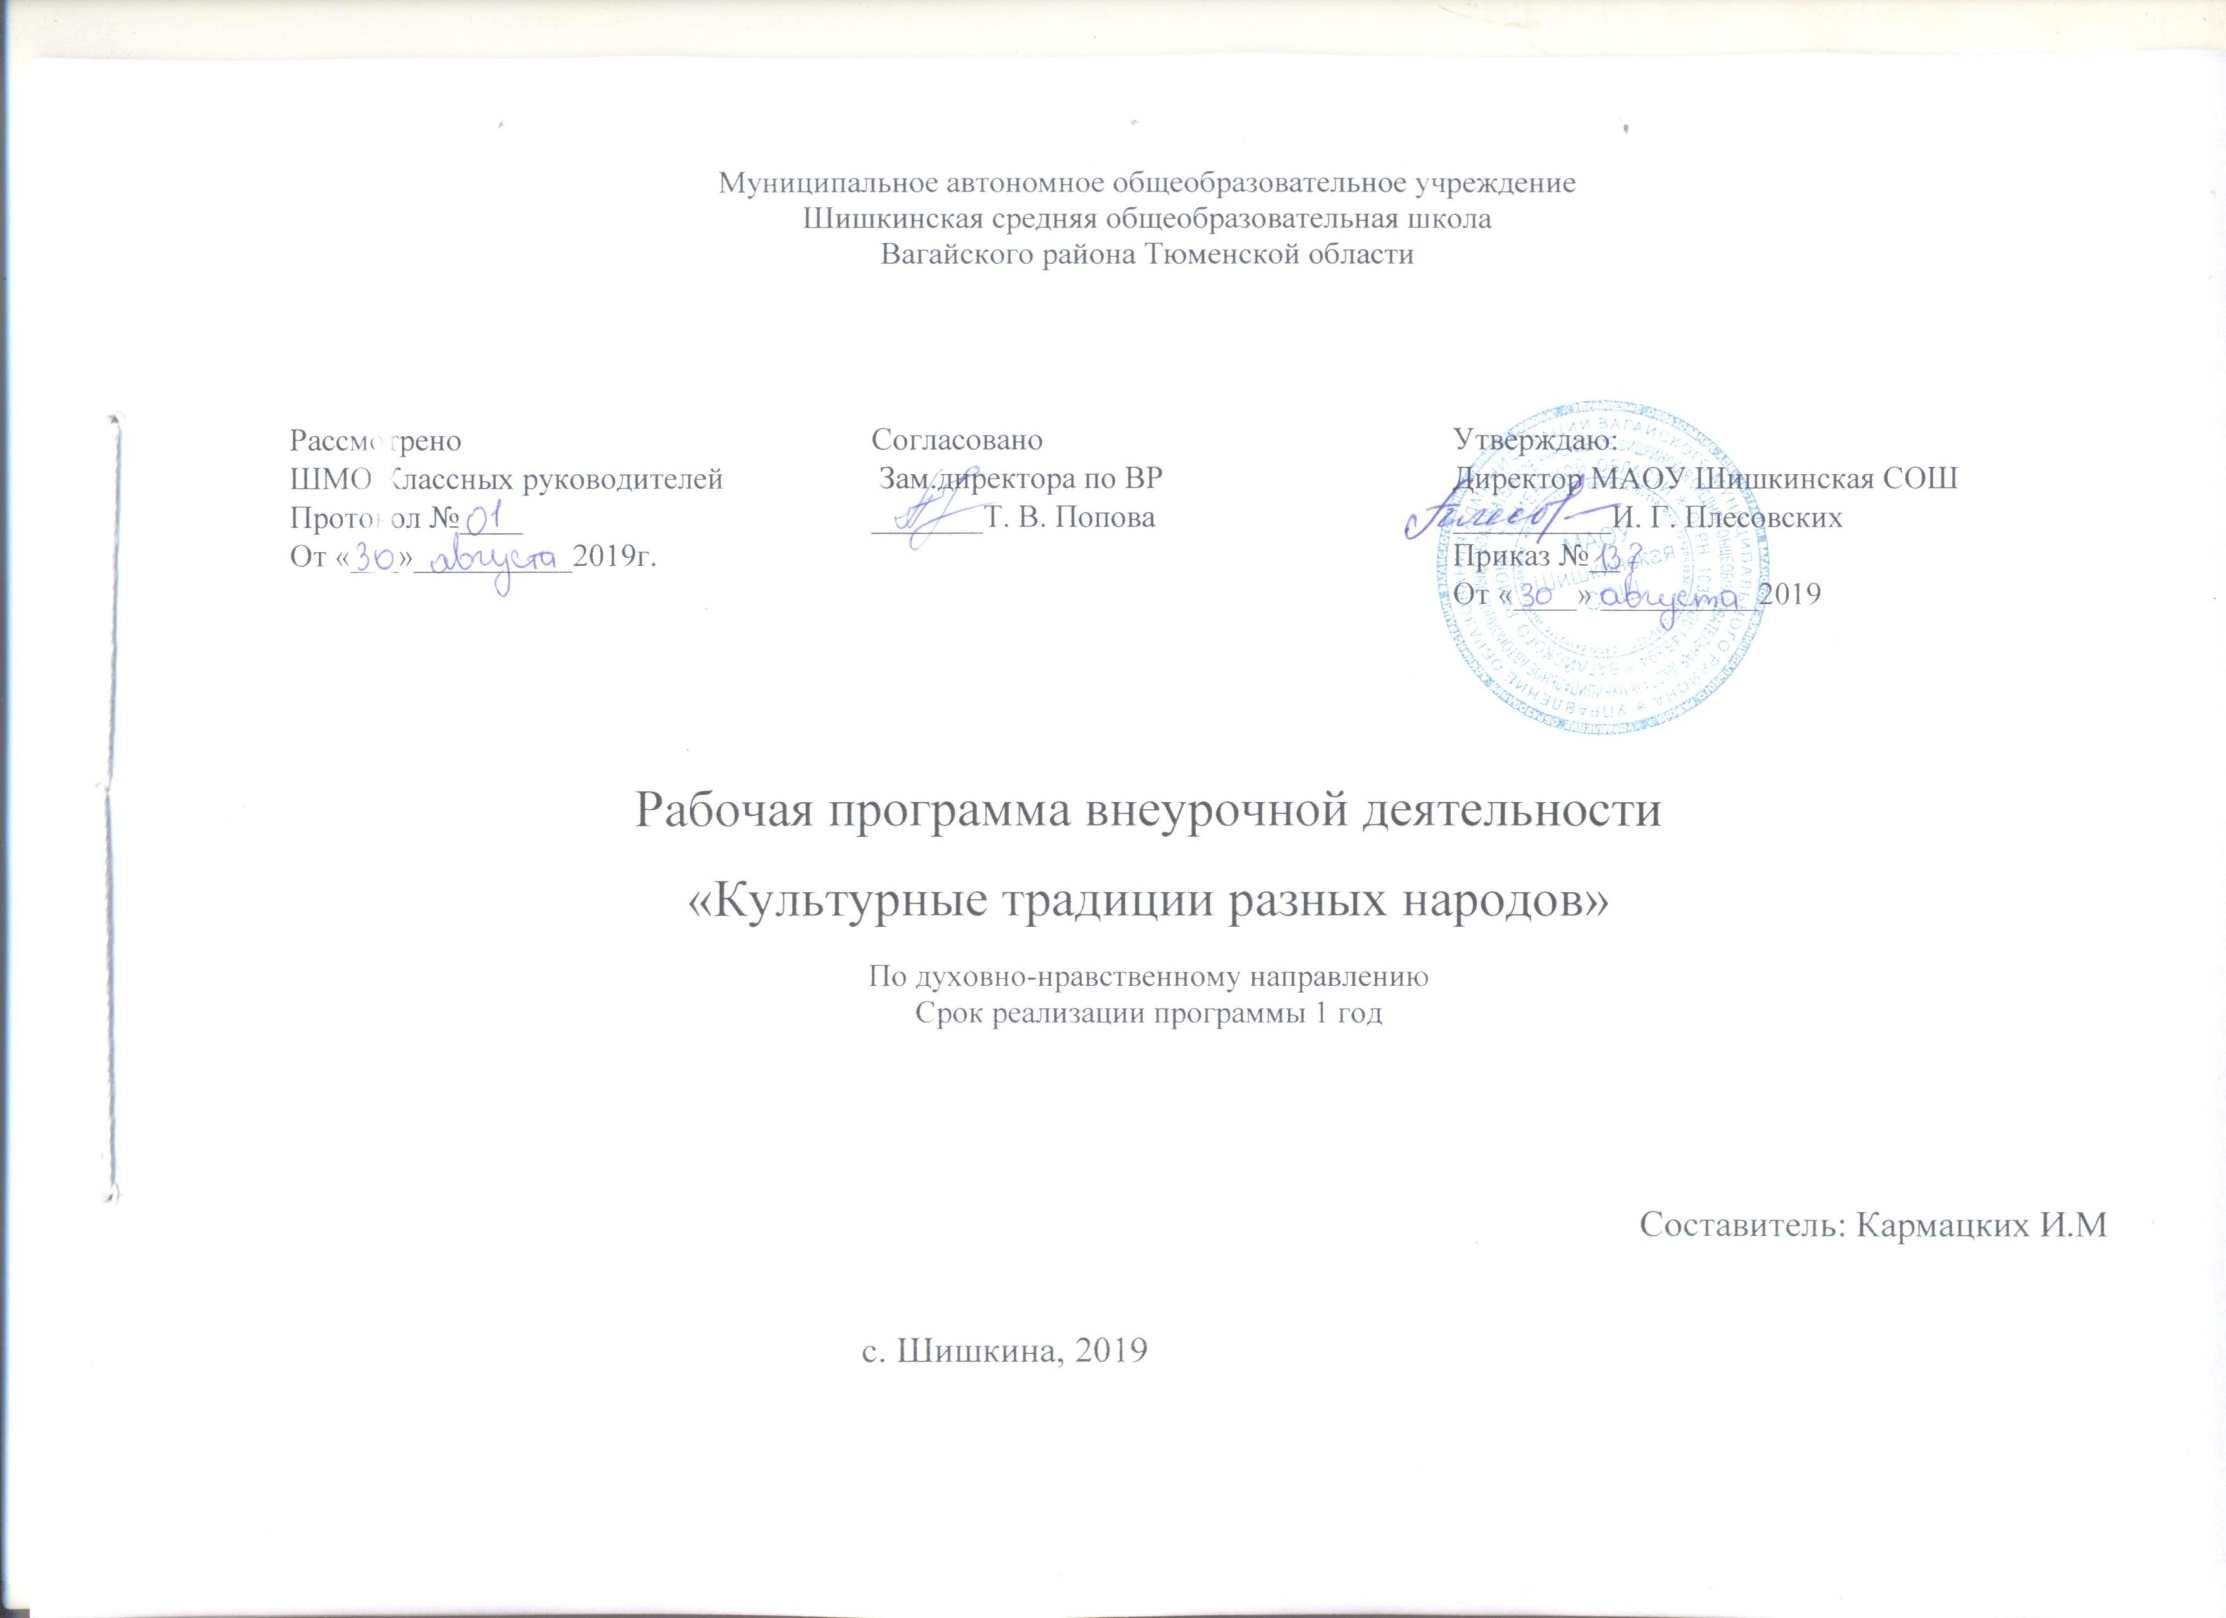 Муниципальное автономное общеобразовательное учреждение
Шишкинская средняя общеобразовательная школа
Вагайского района Тюменской области
Рассмотрено
ШМО Классных руководителей
Протокол № 01
От «30» августа 2019г.
Согласовано
Зам.директора по ВР
Т. В. Попова
Утверждаю:
Директор МАОУ Шишкинская СОШ
И. Г. Плесовских
Приказ № 137
От «30» августа 2019
МАОУ
Рабочая программа внеурочной деятельности
«Культурные традиции разных народов»
По духовно-нравственному направлению
Срок реализации программы 1 год
Составитель: Кармацких И.М
с. Шишкина, 2019